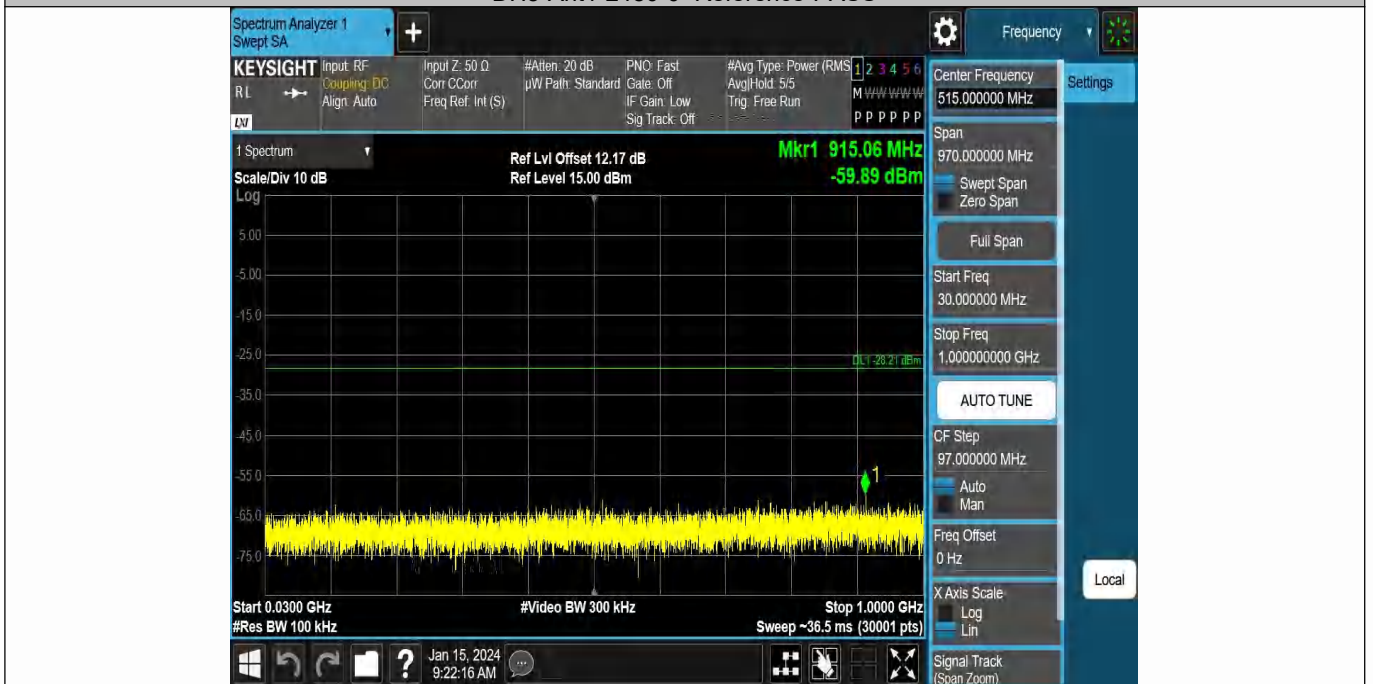 Spectrum Analyzer 1
Swept SA
+
Frequency
KEYSIGHT
RL
LXI
Input: RF
Coupling: DC
Align: Auto
Input Z: 50 Ω
Corr CCorr
Freq Ref: Int (S)
#Atten: 20 dB
µW Path: Standard
PNO: Fast
Gate: Off
IF Gain: Low
Sig Track: Off
#Avg Type: Power (RMS
Avg|Hold: 5/5
Trig: Free Run
1 2 3 4 5 6
M W W W W W
P P P P P P
Center Frequency
515.000000 MHz
Settings
Span
970.000000 MHz
Swept Span
Zero Span
Full Span
Start Freq
30.000000 MHz
Stop Freq
1.000000000 GHz
AUTO TUNE
CF Step
97.000000 MHz
Auto
Man
Freq Offset
0 Hz
X Axis Scale
Log
Lin
Signal Track
(Span Zoom)
Local
1 Spectrum
Scale/Div 10 dB
Log
Ref Lvl Offset 12.17 dB
Ref Level 15.00 dBm
Mkr1 915.06 MHz
-59.89 dBm
5.00
-5.00
-15.0
-25.0
DL1 -28.21 dBm
-35.0
-45.0
-55.0
1
-65.0
-75.0
Start 0.0300 GHz
#Res BW 100 kHz
#Video BW 300 kHz
Stop 1.0000 GHz
Sweep ~36.5 ms (30001 pts)
?
Jan 15, 2024
9:22:16 AM